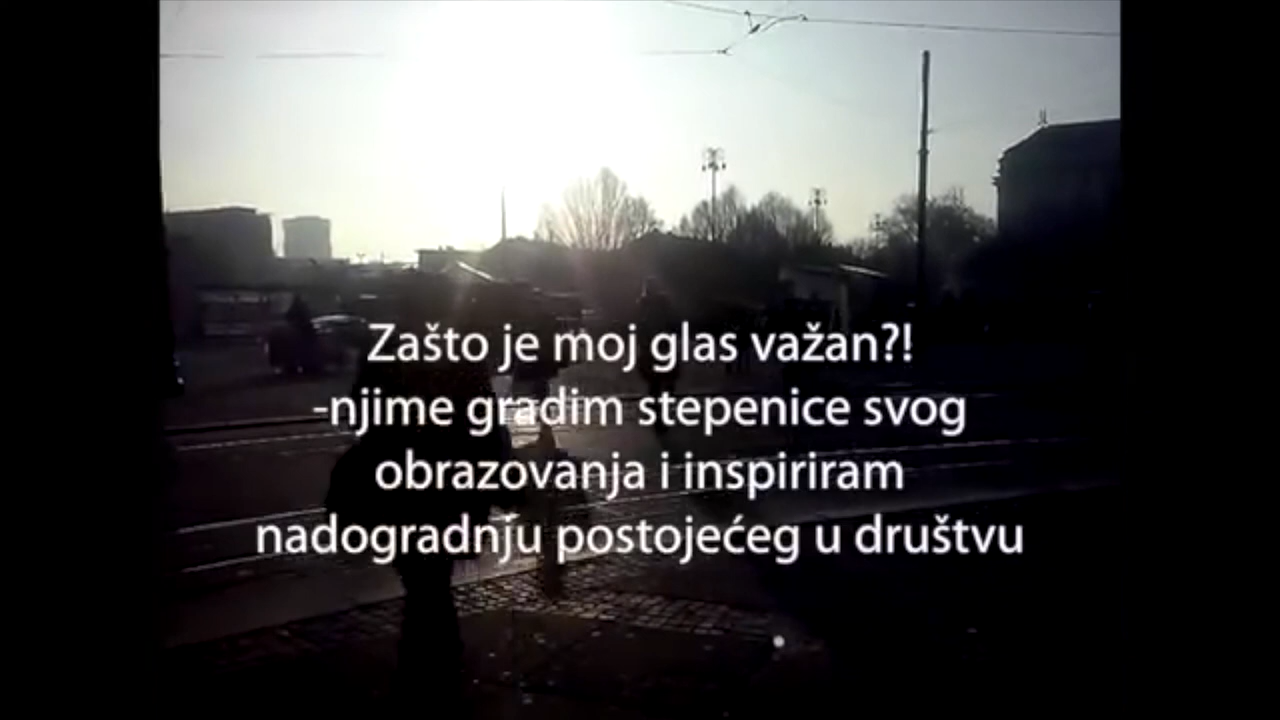 Zašto je moj glas važan?!
-njime gradim stepenice svog
obrazovanja i inspiriram
nadogradnju postojećeg u društvu